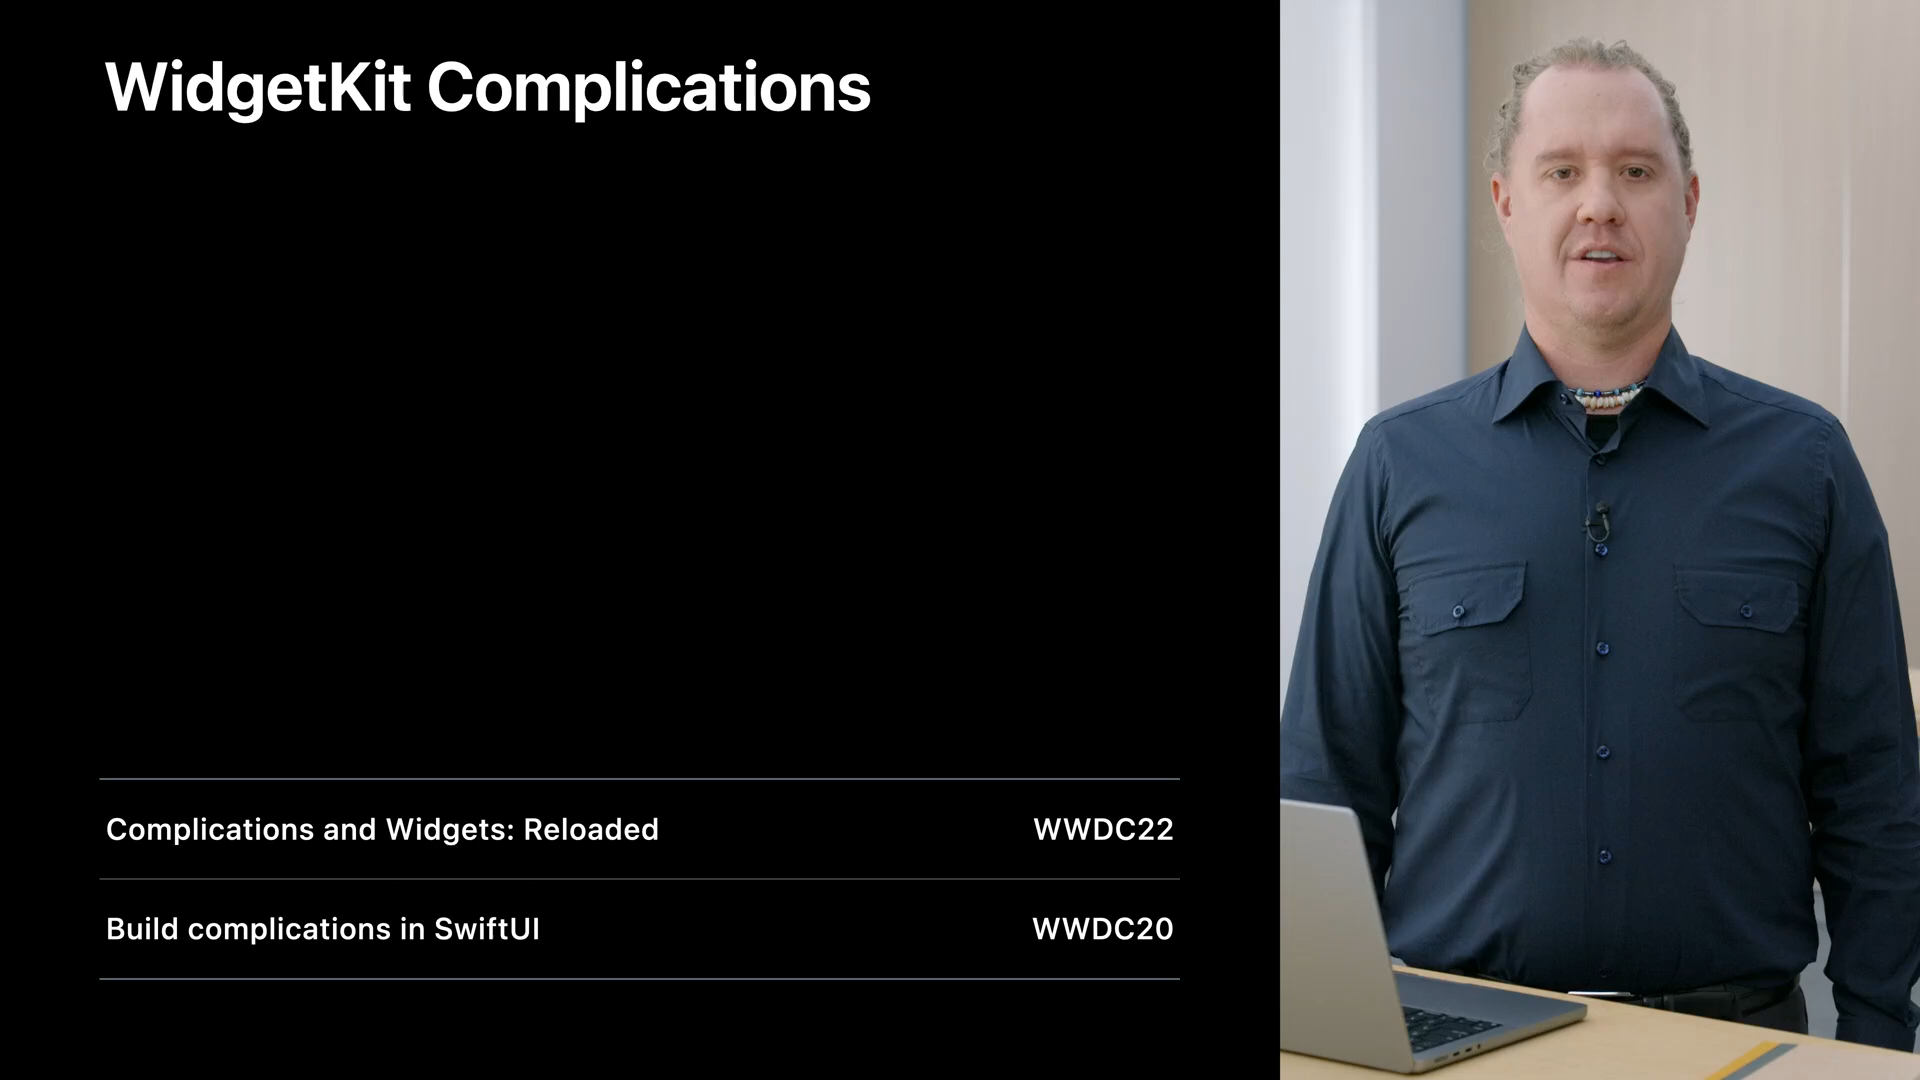 WidgetKit Complications
Complications and Widgets: Reloaded WWDC22
Build complications in SwiftUI WWDC20